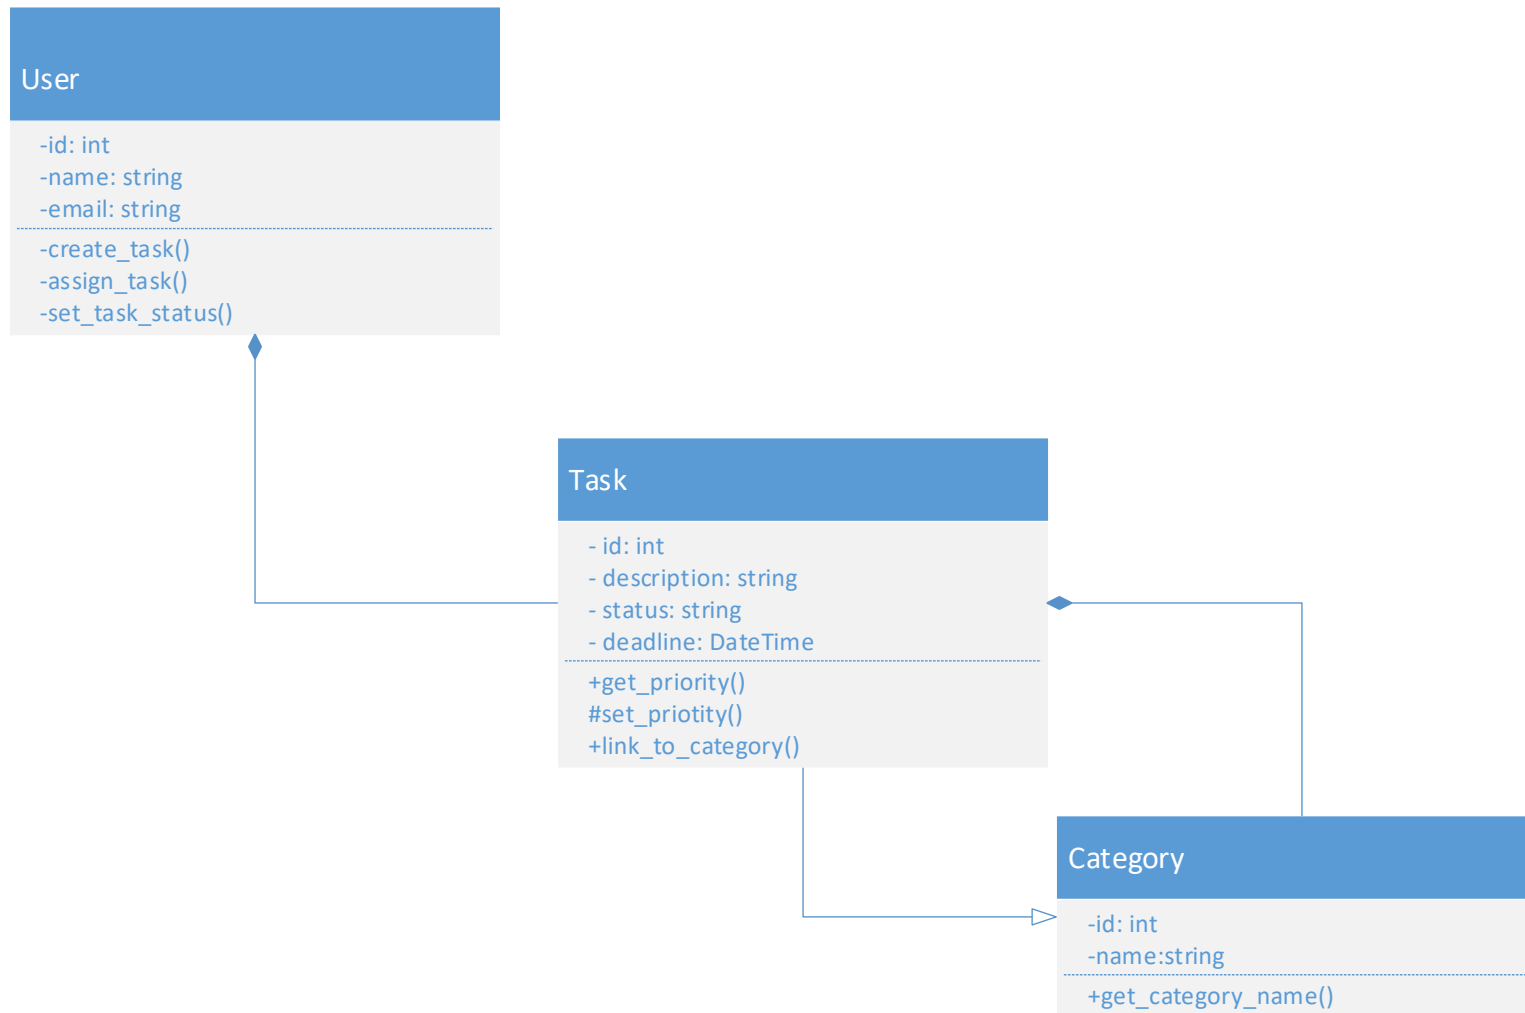 User
-id: int
-name: string
-email: string
-create_task()
-assign_task()
-set_task_status()
Task
- id: int
- description: string
- status: string
- deadline: DateTime
+get_priority()
#set_priotity()
+link_to_category()
Category
-id: int
-name:string
+get_category_name()